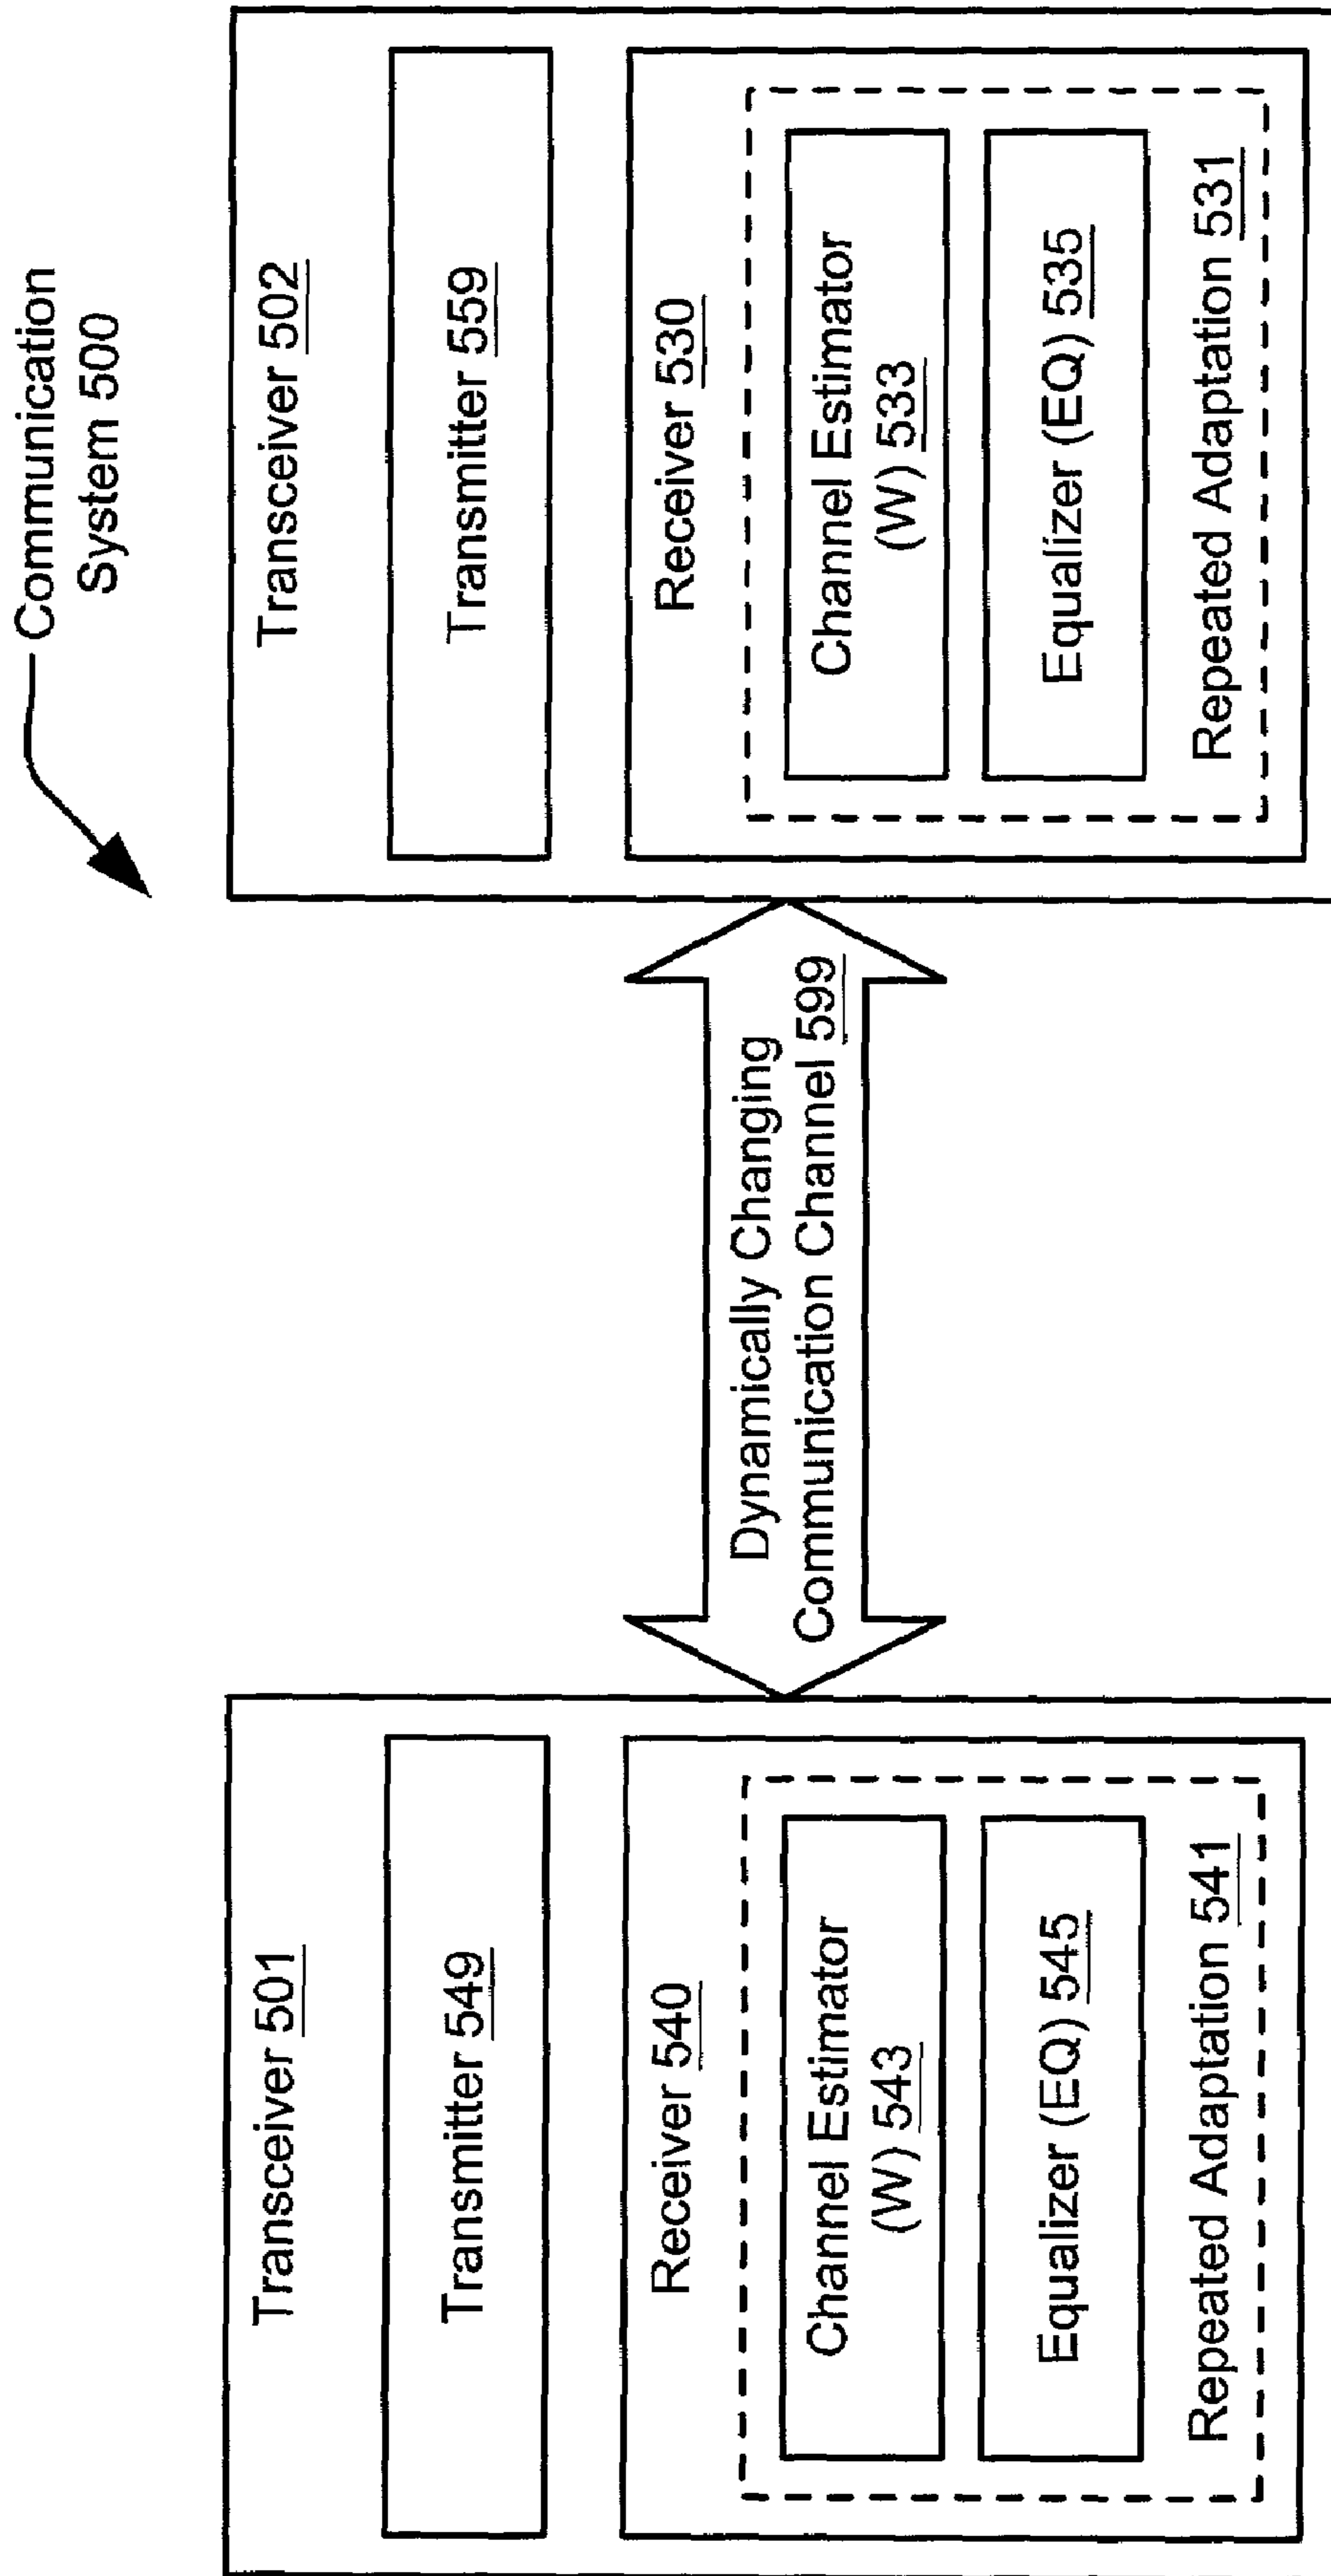 Communication
System 500
Transceiver 501
Transmitter 549
Receiver 540
Channel Estimator
(W) 543
Equalizer (EQ) 545
Repeated Adaptation 541
Dynamically Changing
Communication Channel 599
Transceiver 502
Transmitter 559
Receiver 530
Channel Estimator
(W) 533
Equalizer (EQ) 535
Repeated Adaptation 531